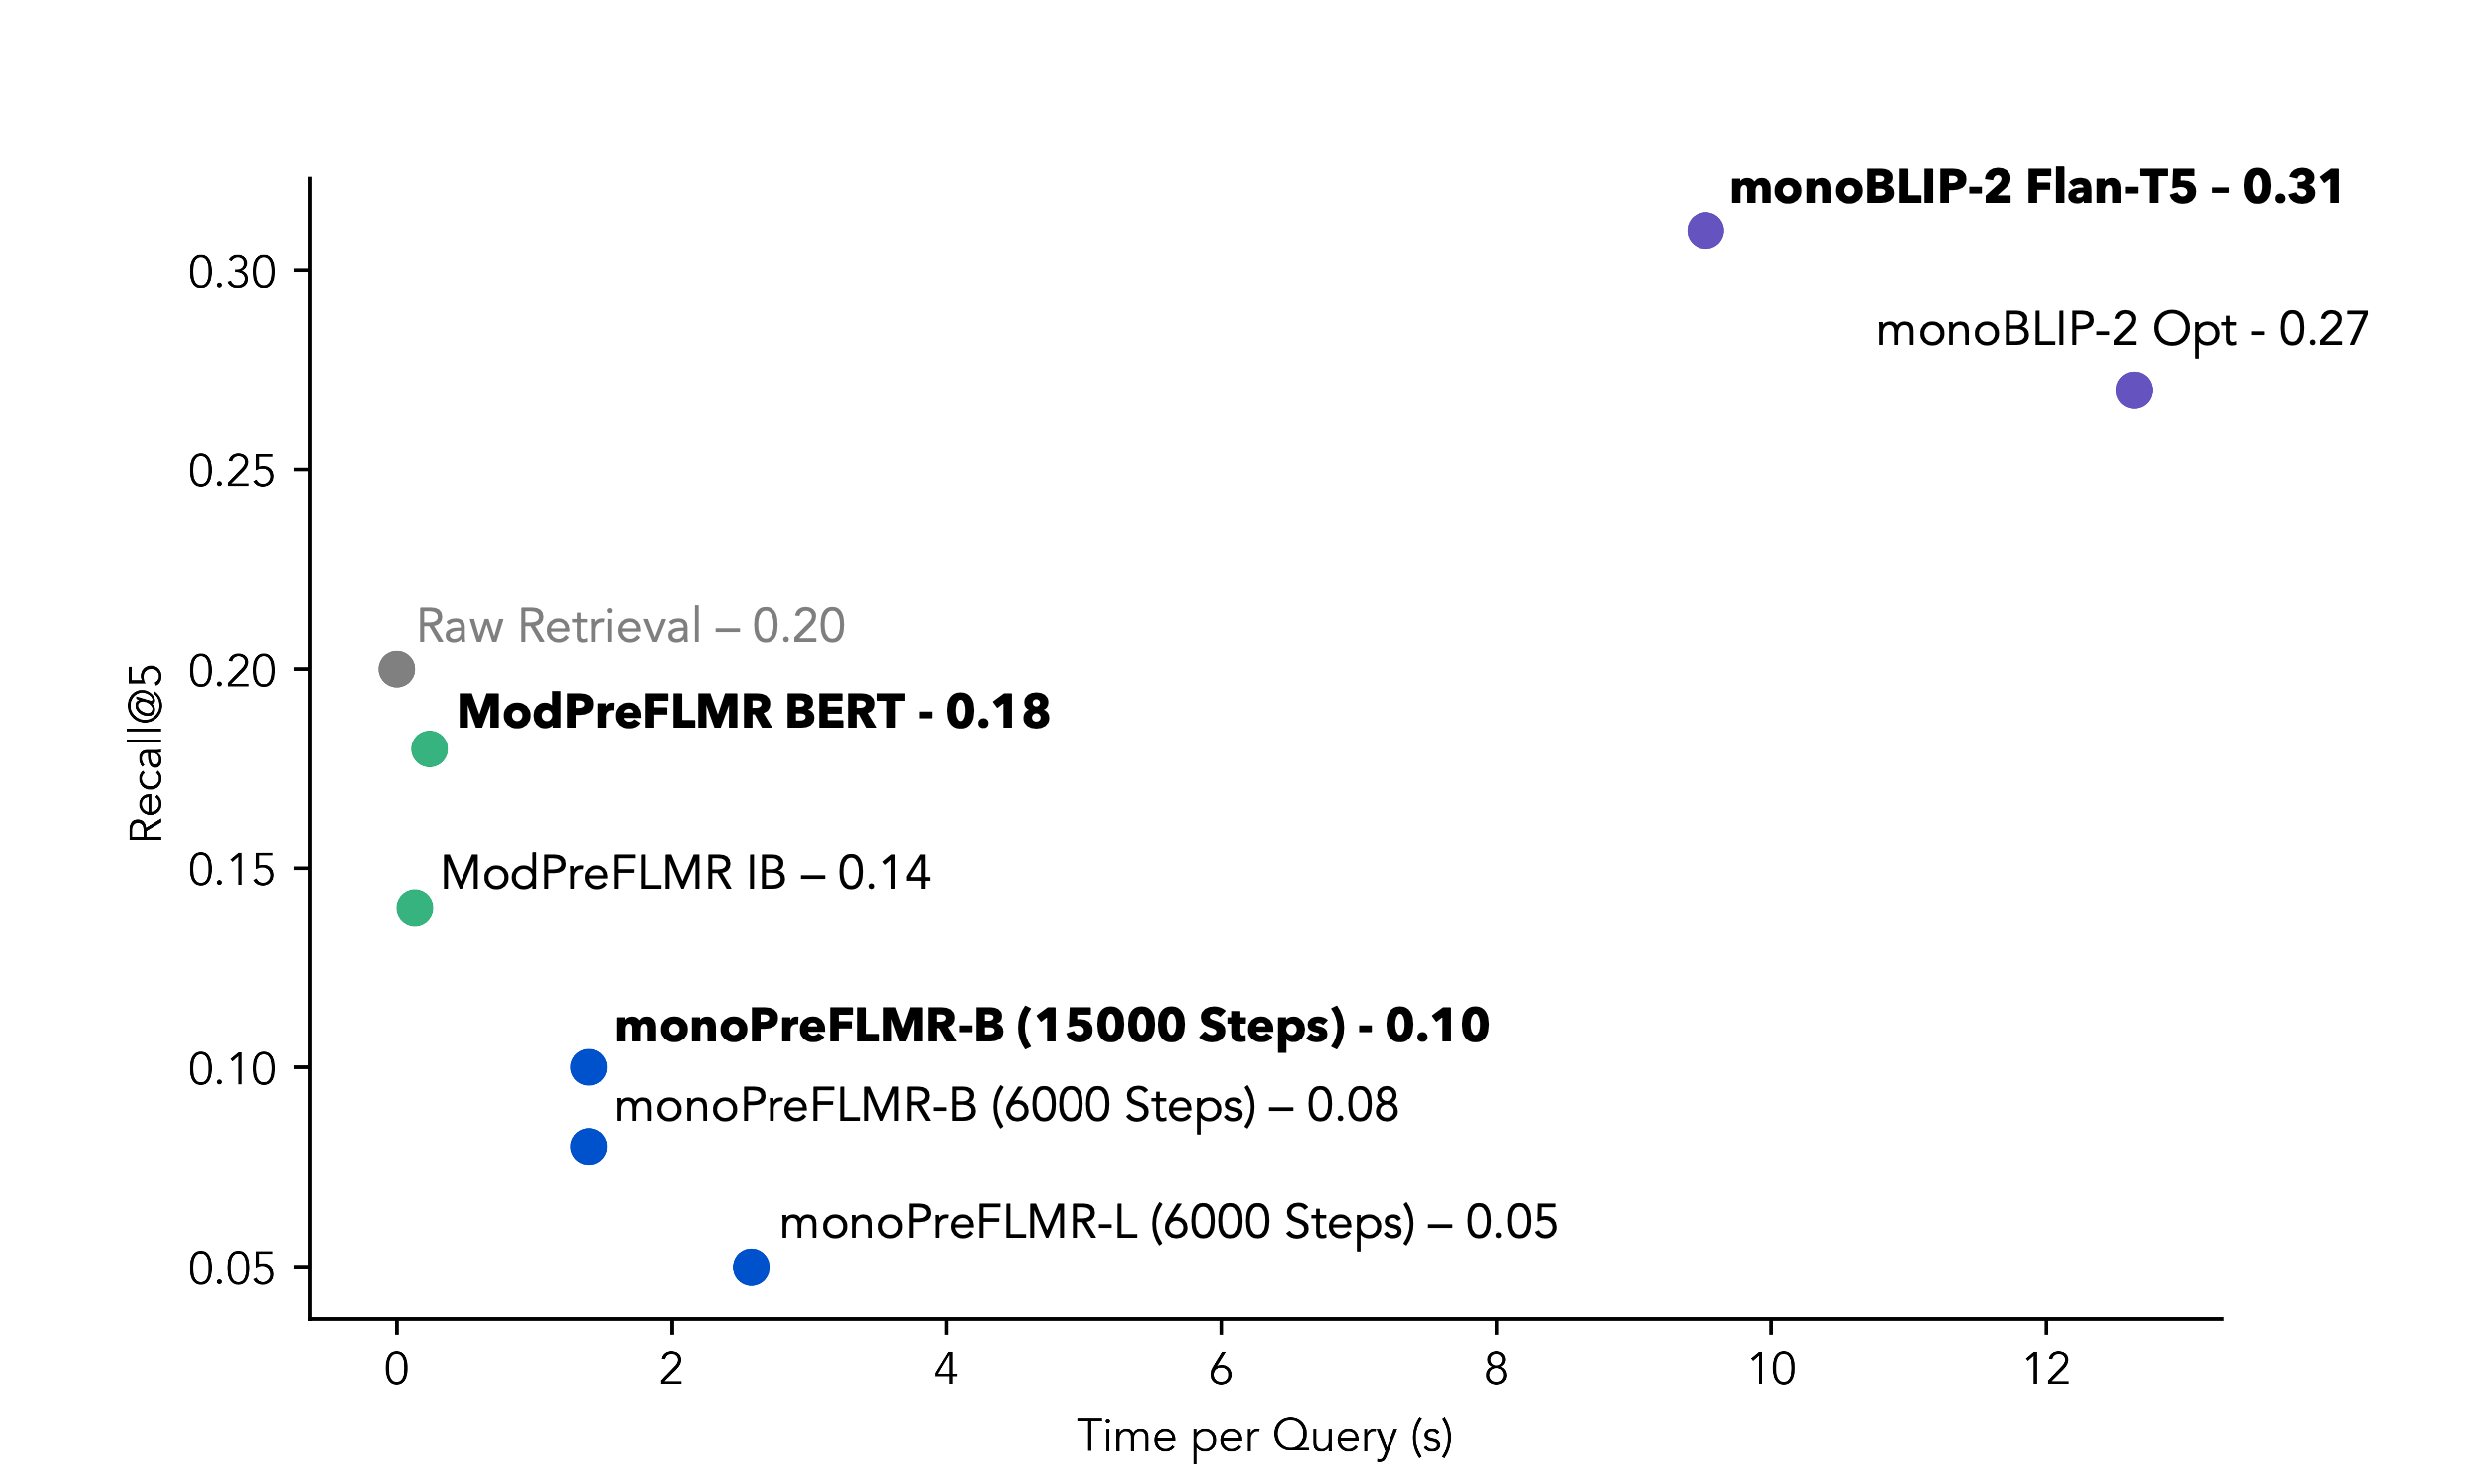 monoBLIP-2 Flan-T5 – 0.31
0.30
monoBLIP-2 Opt - 0.27
0.25
Raw Retrieval – 0.20
0.20
ModPreFLMR BERT - 0.18
Recall@5
ModPreFLMR IB – 0.14
0.15
monoPreFLMR-B (15000 Steps) - 0.10
0.10
monoPreFLMR-B (6000 Steps) – 0.08
monoPreFLMR-L (6000 Steps) – 0.05
0.05
0 2 4 6 8 10 12
Time per Query (s)